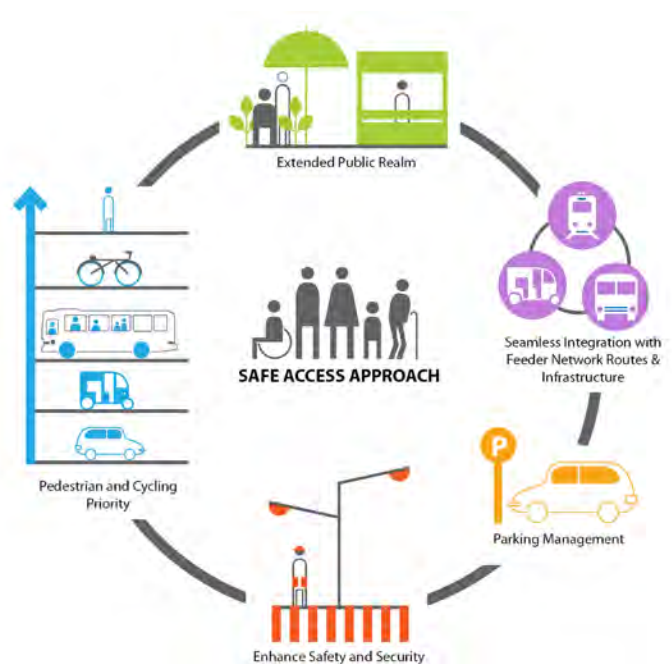 Extended Public Realm
Seamless Integration with
Feeder Network Routes &
Infrastructure
SAFE ACCESS APPROACH
Pedestrian and Cycling
Priority
P
Parking Management
Enhance Safety and Security